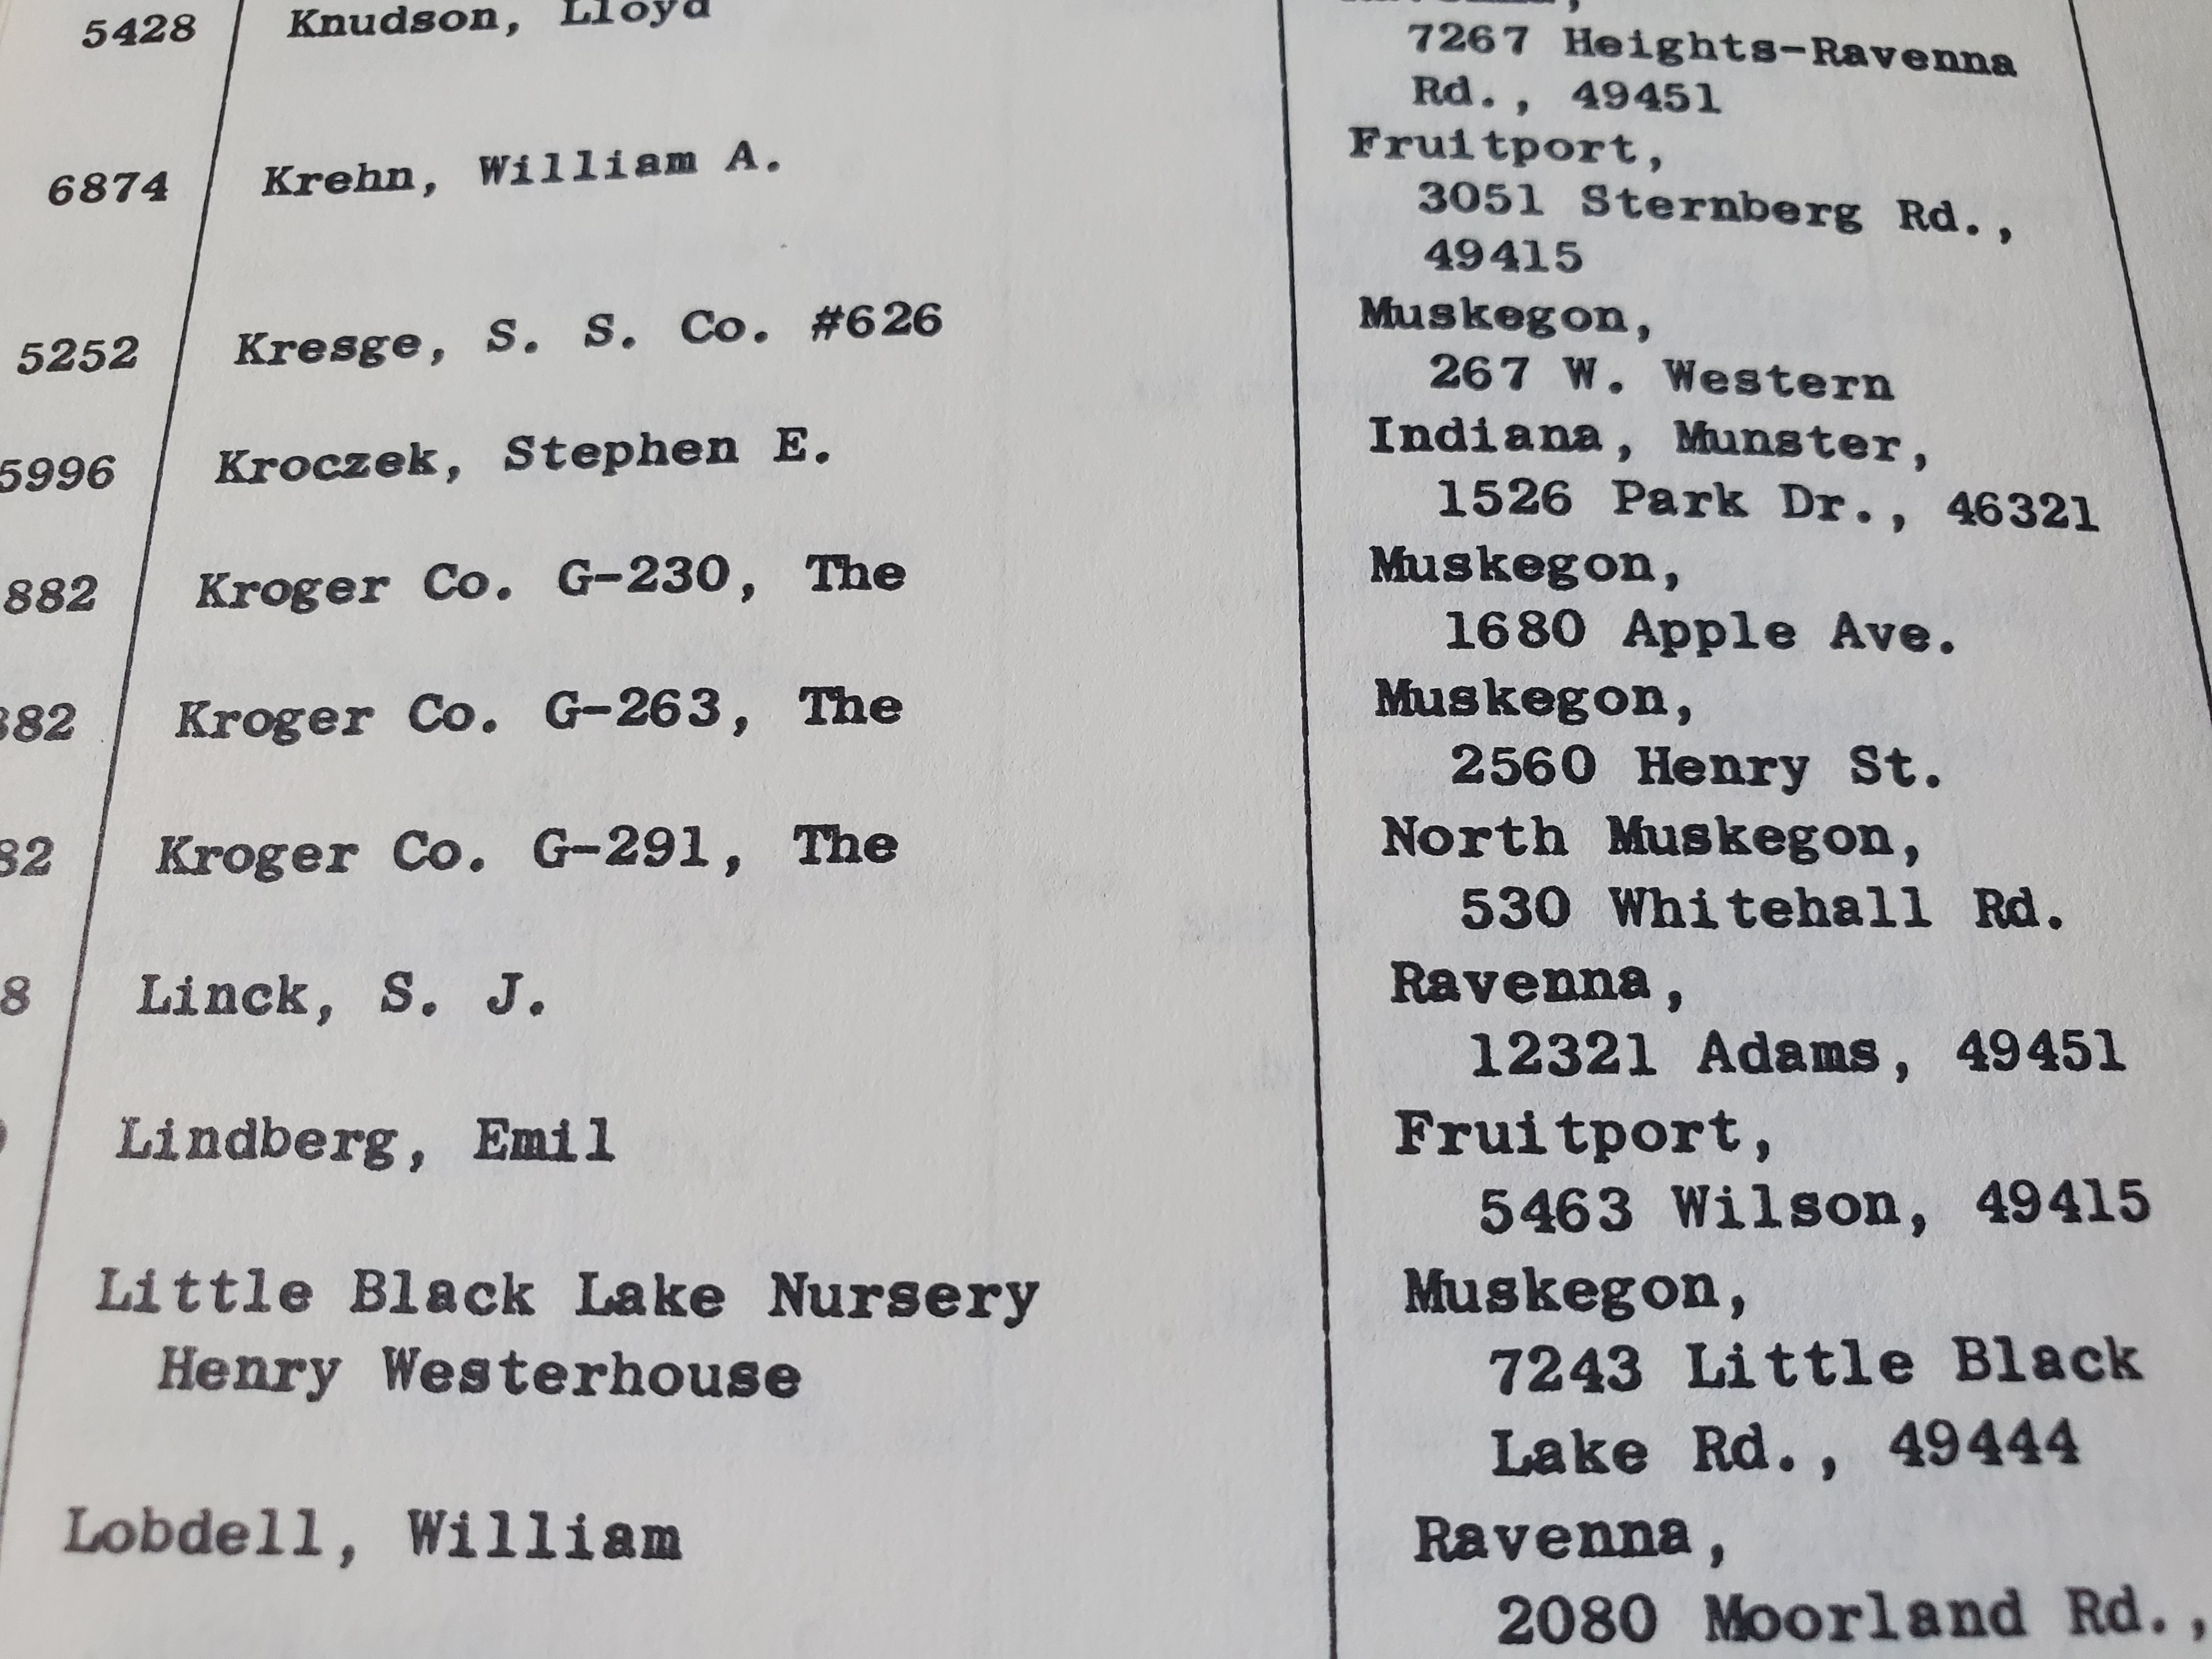 5428 Knudson, Lloyd
7267 Heights-Ravenna
Rd., 49451
6874 Krehn, William A. Fruitport,
3051 Sternberg Rd.,
49415
5252 Kresge, S. S. Co. #626 Muskegon,
267 W. Western
5996 Kroczek, Stephen E. Indiana, Munster,
1526 Park Dr., 46321
882 Kroger Co. G-230, The Muskegon,
1680 Apple Ave.
82 Kroger Co. G-263, The Muskegon,
2560 Henry St.
82 Kroger Co. G-291, The North Muskegon,
530 Whitehall Rd.
8 Linck, S. J. Ravenna,
12321 Adams, 49451
Lindberg, Emil Fruitport,
5463 Wilson, 49415
Little Black Lake Nursery Muskegon,
Henry Westerhouse 7243 Little Black
Lake Rd., 49444
Lobdell, William Ravenna,
2080 Moorland Rd.,